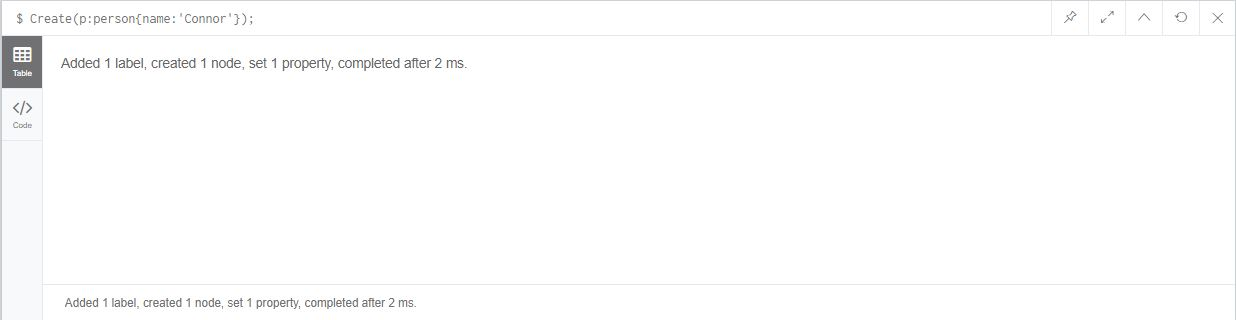 $ Create(p:person{name:'Connor'});
Table
Added 1 label, created 1 node, set 1 property, completed after 2 ms.
</>
Code
Added 1 label, created 1 node, set 1 property, completed after 2 ms.